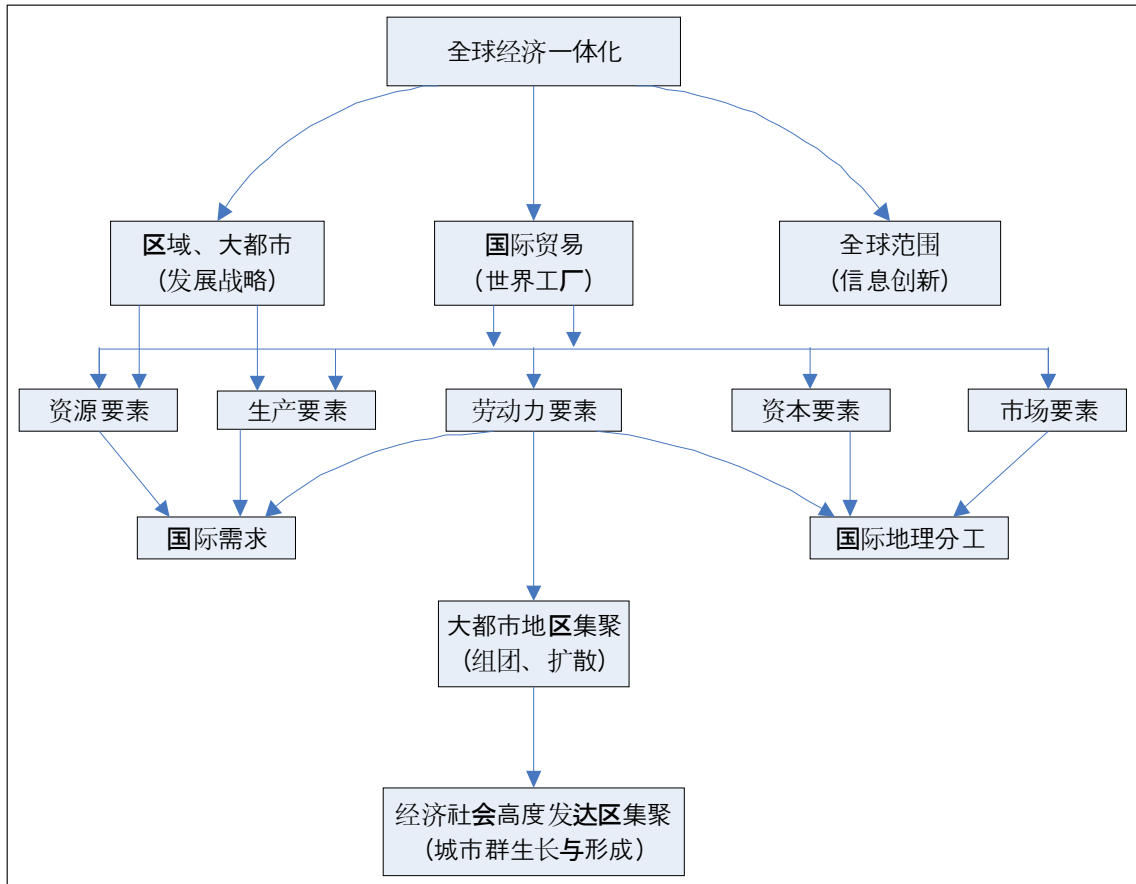 全球经济一体化
区域、大都市
(发展战略)
国际贸易
(世界工厂)
全球范围
(信息创新)
资源要素
生产要素
劳动力要素
资本要素
市场要素
国际需求
国际地理分工
大都市地区集聚
(组团、扩散)
经济社会高度发达区集聚
(城市群生长与形成)